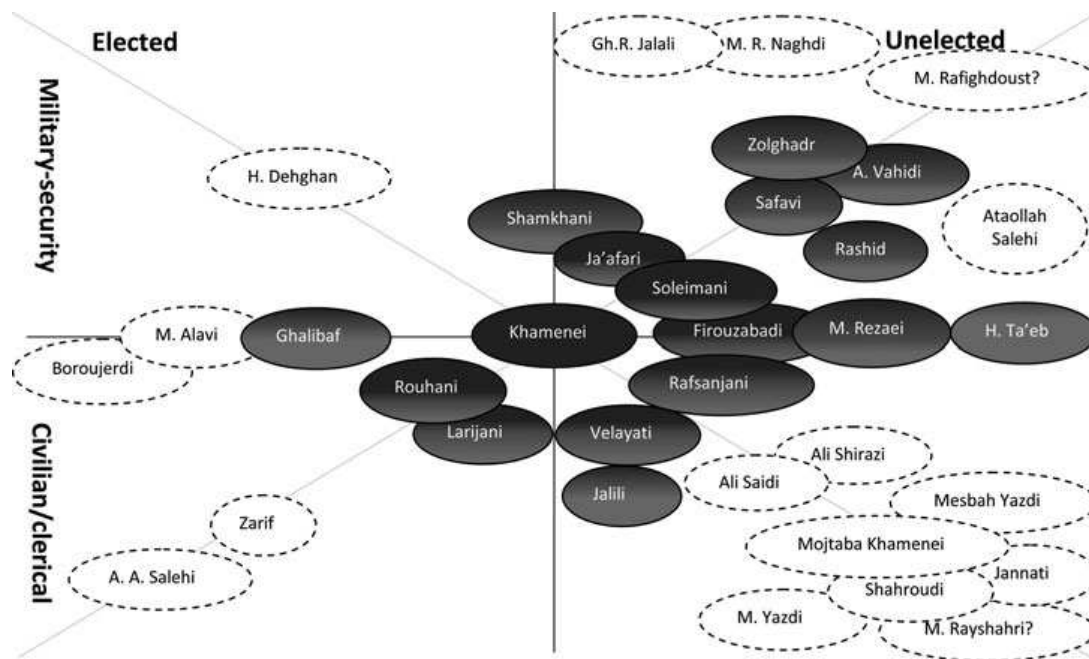 Elected
Unelected
Military-security
Civilian/clerical
Gh.R. Jalali
M. R. Naghdi
M. Rafighdoust?
Zolghadr
H. Dehghan
A. Vahidi
Safavi
Shamkhani
Ataollah
Salehi
Rashid
Ja'afari
Soleimani
M. Alavi
Ghalibaf
Khamenei
Firouzabadi
M. Rezaei
H. Ta'eb
Boroujerdi
Rouhani
Rafsanjani
Larijani
Velayati
Ali Shirazi
Ali Saidi
Jalili
Mesbah Yazdi
Zarif
Mojtaba Khamenei
A. A. Salehi
Jannati
Shahroudi
M. Yazdi
M. Rayshahri?